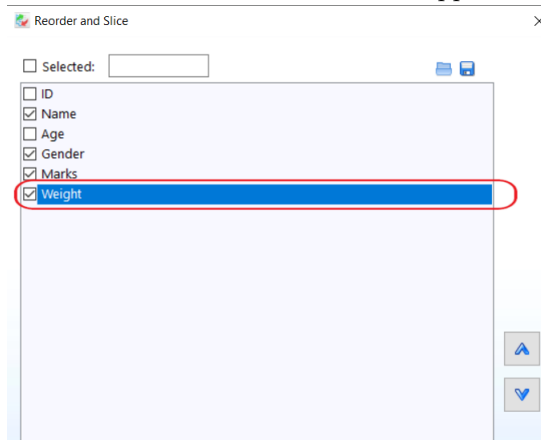 Reorder and Slice
Selected:
ID
Name
Age
Gender
Marks
Weight